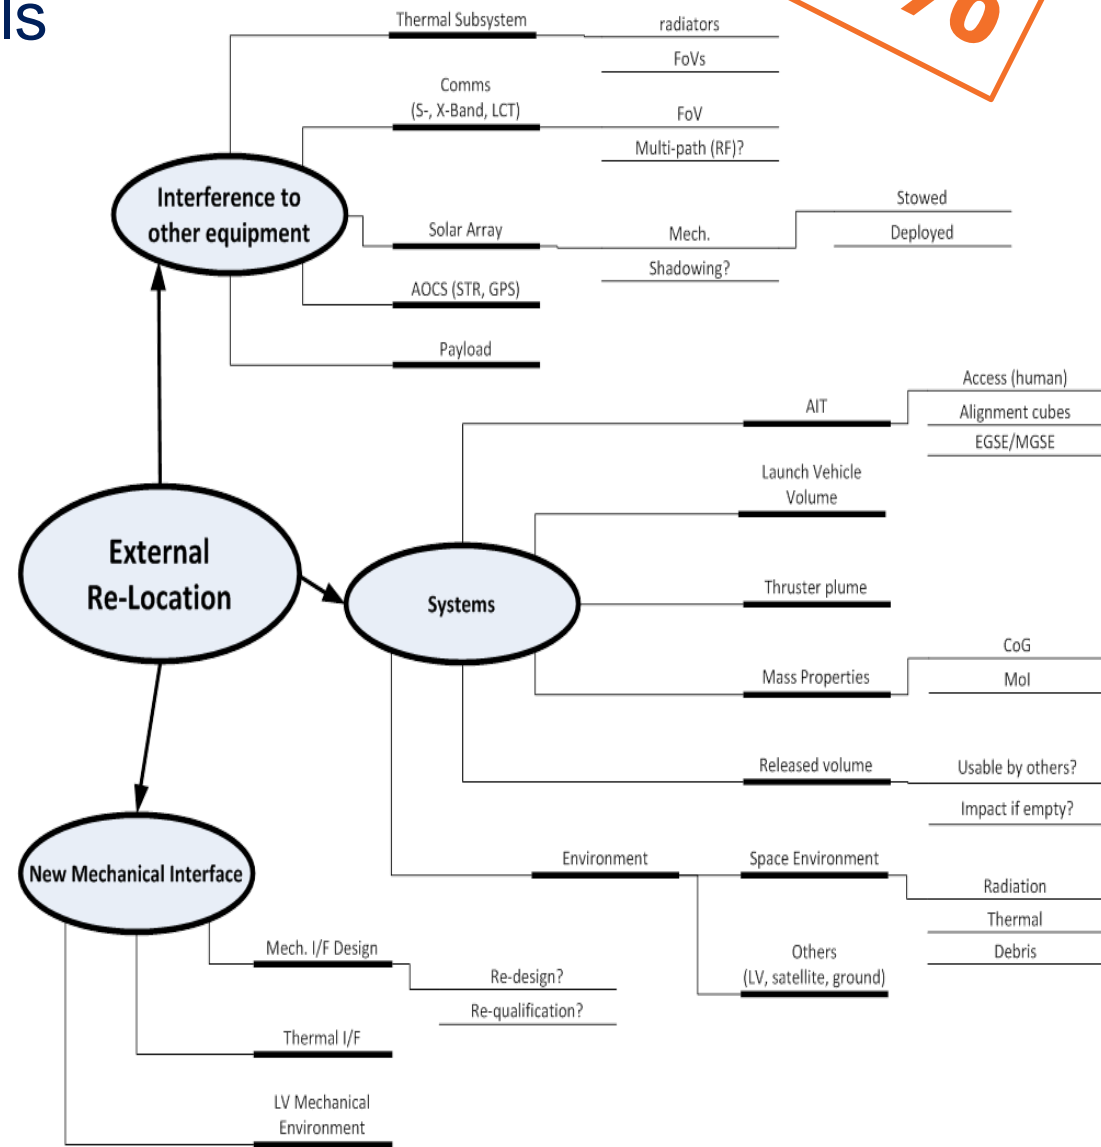 ls
%
Thermal Subsystem
radiators
FoVs
Comms
(S-, X-Band, LCT)
FoV
Multi-path (RF)?
Interference to
other equipment
Solar Array
Mech.
Stowed
Deployed
Shadowing?
AOCS (STR, GPS)
Payload
External
Re-Location
Systems
AIT
Access (human)
Alignment cubes
EGSE/MGSE
Launch Vehicle
Volume
Thruster plume
Mass Properties
CoG
MoI
Released volume
Usable by others?
Impact if empty?
Environment
Space Environment
Radiation
Thermal
Debris
Others
(LV, satellite, ground)
New Mechanical Interface
Mech. I/F Design
Re-design?
Re-qualification?
Thermal I/F
LV Mechanical
Environment